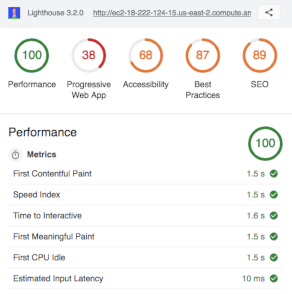 Lighthouse 3.2.0 http://ec2-18-222-124-15.us-east-2.compute.am
100 38 68 87 89
Performance Progressive Web App Accessibility Best Practices SEO
Performance
100
Metrics
First Contentful Paint 1.5 s
Speed Index 1.5 s
Time to Interactive 1.6 s
First Meaningful Paint 1.5 s
First CPU Idle 1.5 s
Estimated Input Latency 10 ms